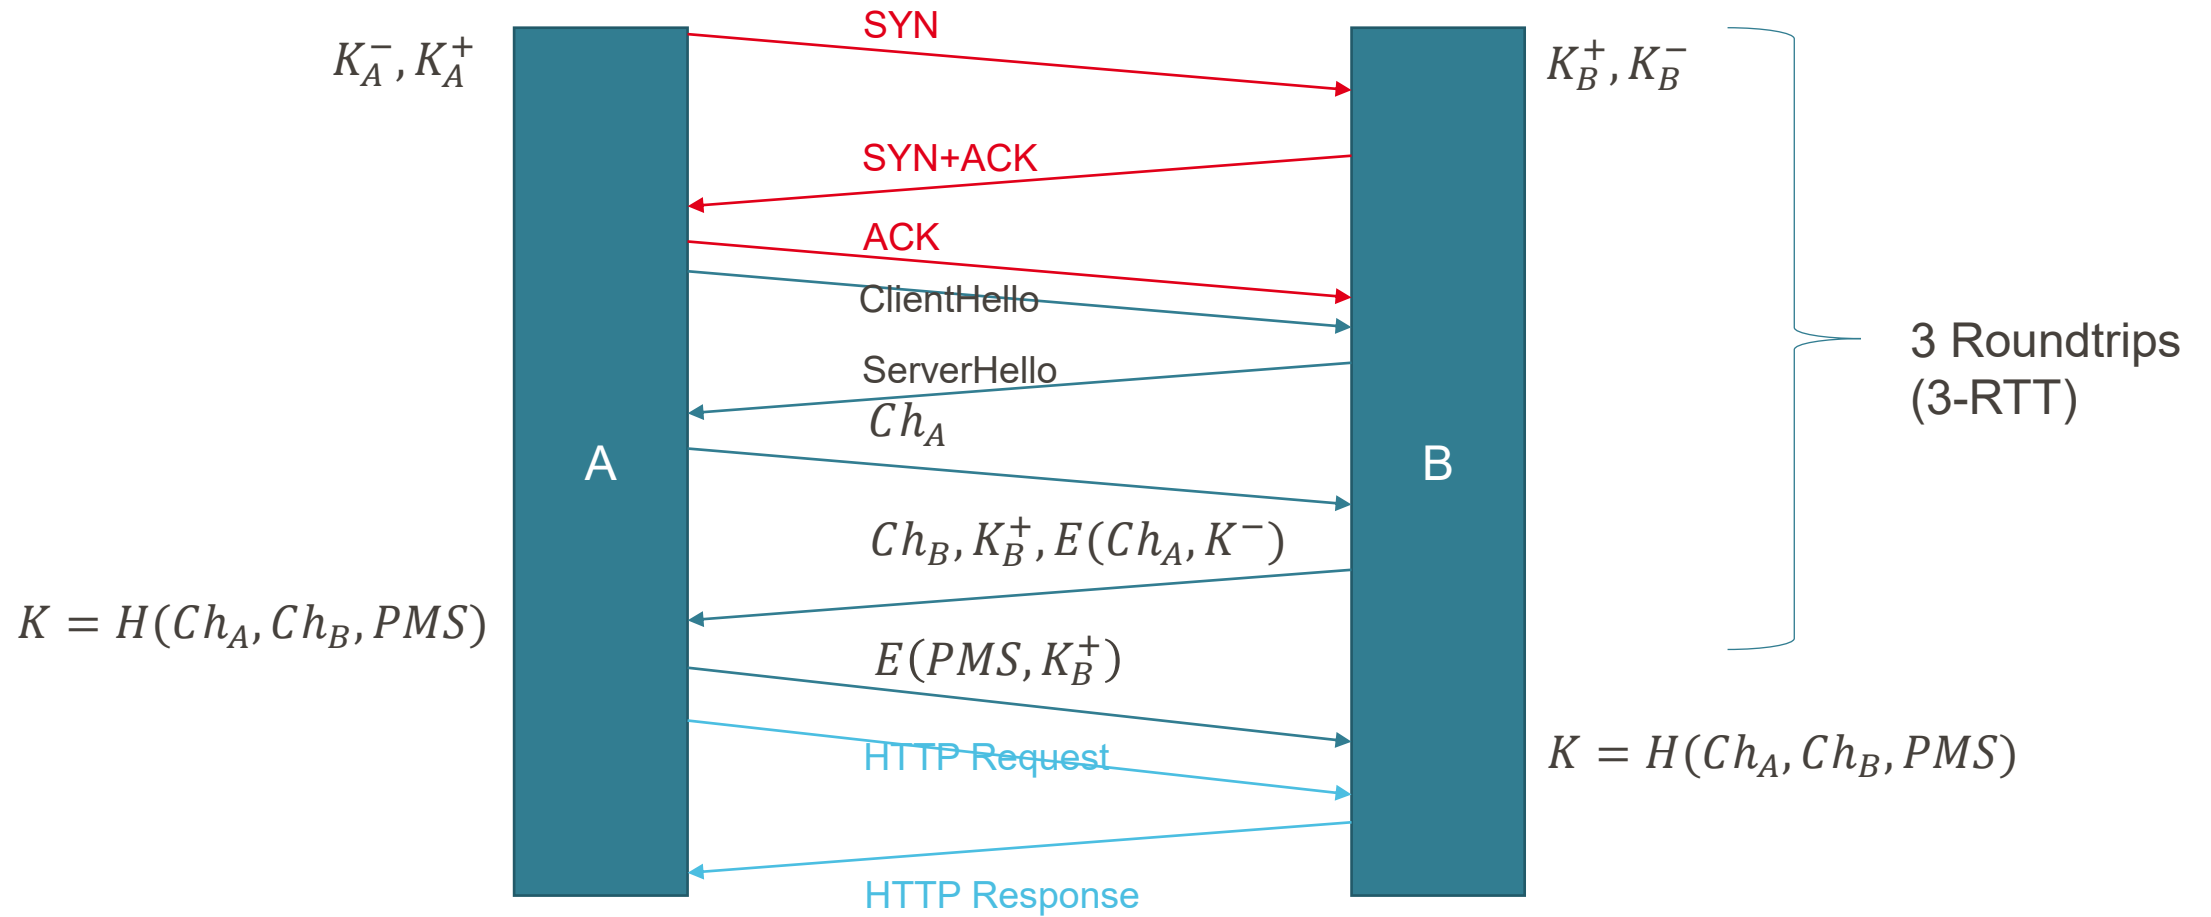 SYN
K_A^-, K_A^+
K_B^+, K_B^-
SYN+ACK
ACK
ClientHello
3 Roundtrips
(3-RTT)
ServerHello
Ch_A
A
B
Ch_B, K_B^+, E(Ch_A, K^-)
K = H(Ch_A, Ch_B, PMS)
E(PMS, K_B^+)
HTTP Request
K = H(Ch_A, Ch_B, PMS)
HTTP Response